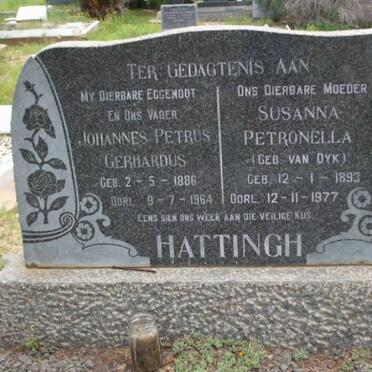 TER GEDAGTENIS AAN
MY DIERBARE EGGENOOT
EN ONS VADER
JOHANNES PETRUS
GERHARDUS
GEB. 2-5-1886
OORL. 9-7-1964
ONS DIERBARE MOEDER
SUSANNA
PETRONELLA
(GEB VAN DYK)
GEB. 12-1-1893
OORL. 12-11-1977
EENS SIEN ONS WEER AAN DIE VEILIGE KUS
HATTINGH